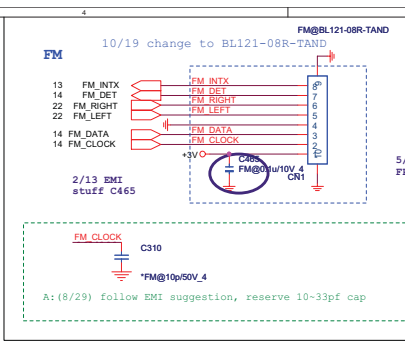 4
FM@BL121-08R-TAND
10/19 change to BL121-08R-TAND
FM
13 FM_INTX FM_INTX
14 FM_DET FM_DET
22 FM_RIGHT FM_RIGHT
22 FM_LEFT FM_LEFT
14 FM_DATA FM_DATA
14 FM_CLOCK FM_CLOCK
8
7
6
5
4
3
2
+3V
C465
FM@0.1u/10V_4
CN1
2/13 EMI
stuff C465
5/
FM_CLOCK
C310
*FM@10p/50V_4
A:(8/29) follow EMI suggestion, reserve 10~33pf cap